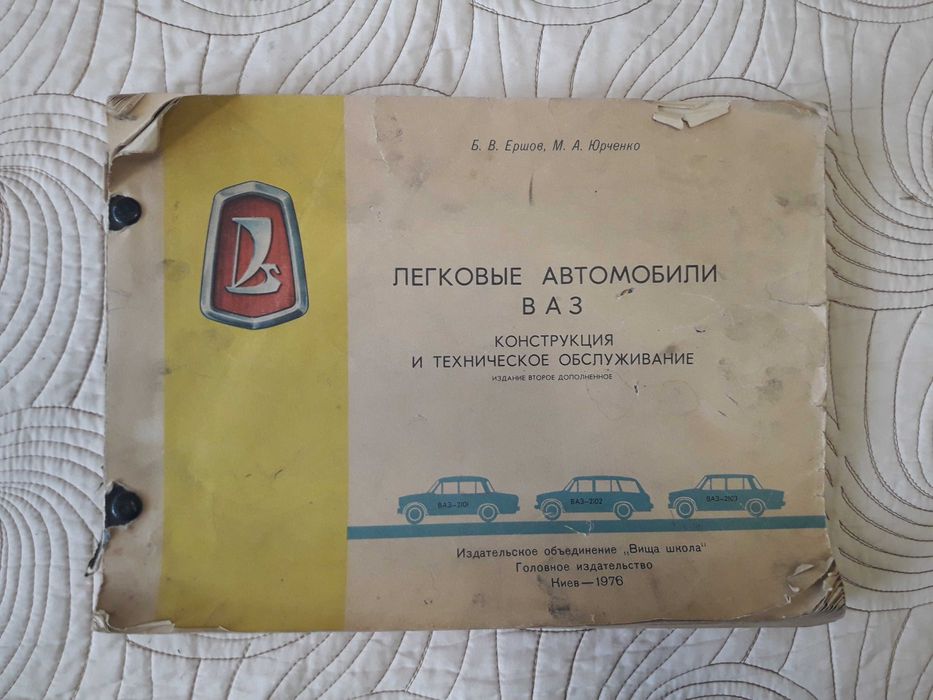 Б. В. Ершов, М. А. Юрченко
ЛЕГКОВЫЕ АВТОМОБИЛИ
ВАЗ
КОНСТРУКЦИЯ
И ТЕХНИЧЕСКОЕ ОБСЛУЖИВАНИЕ
ИЗДАНИЕ ВТОРОЕ ДОПОЛНЕННОЕ
ВАЗ—2101 ВАЗ—2102 ВАЗ—2103
Издательское объединение „Вища школа"
Головное издательство
Киев — 1976